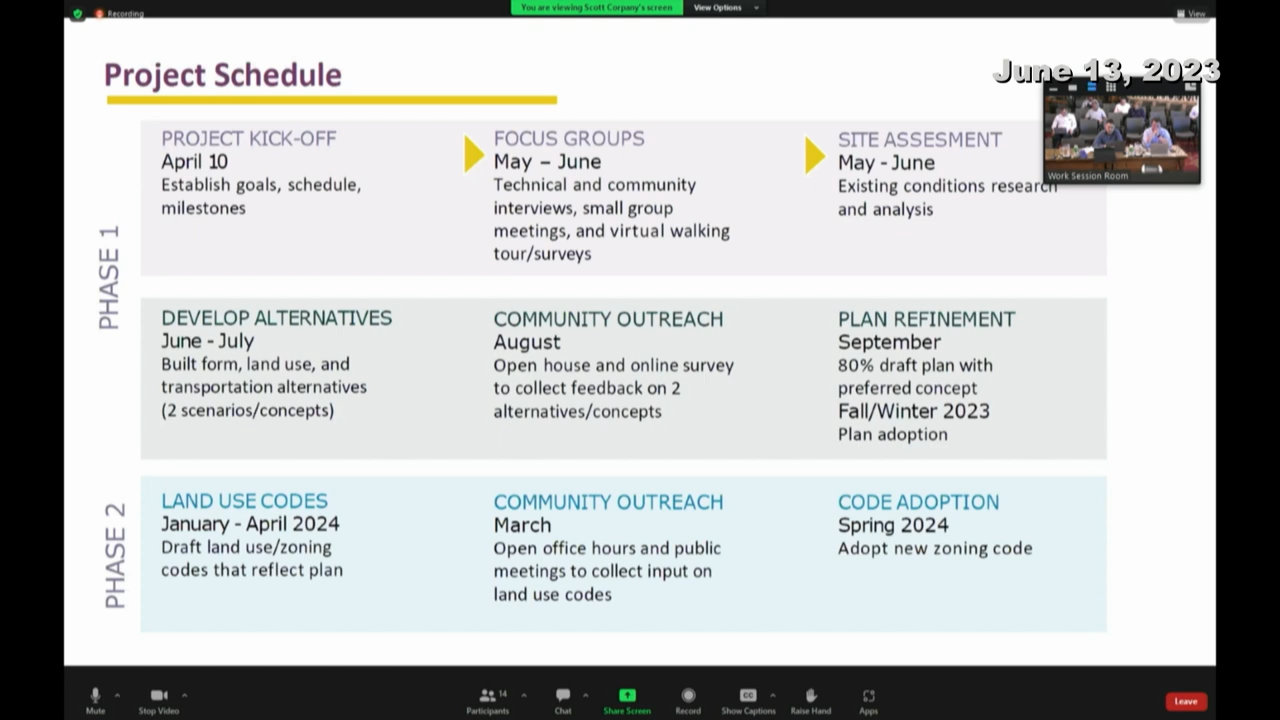 Recording
You are viewing Scott Corpany's screen
View Options
View
Project Schedule
June 13, 2023
Work Session Room
PHASE 1
PROJECT KICK-OFF
April 10
Establish goals, schedule,
milestones
FOCUS GROUPS
May – June
Technical and community
interviews, small group
meetings, and virtual walking
tour/surveys
SITE ASSESMENT
May - June
Existing conditions research
and analysis
DEVELOP ALTERNATIVES
June - July
Built form, land use, and
transportation alternatives
(2 scenarios/concepts)
COMMUNITY OUTREACH
August
Open house and online survey
to collect feedback on 2
alternatives/concepts
PLAN REFINEMENT
September
80% draft plan with
preferred concept
Fall/Winter 2023
Plan adoption
PHASE 2
LAND USE CODES
January - April 2024
Draft land use/zoning
codes that reflect plan
COMMUNITY OUTREACH
March
Open office hours and public
meetings to collect input on
land use codes
CODE ADOPTION
Spring 2024
Adopt new zoning code
Mute
Stop Video
14
Participants
Chat
Share Screen
Record
CC
Show Captions
Raise Hand
Apps
Leave